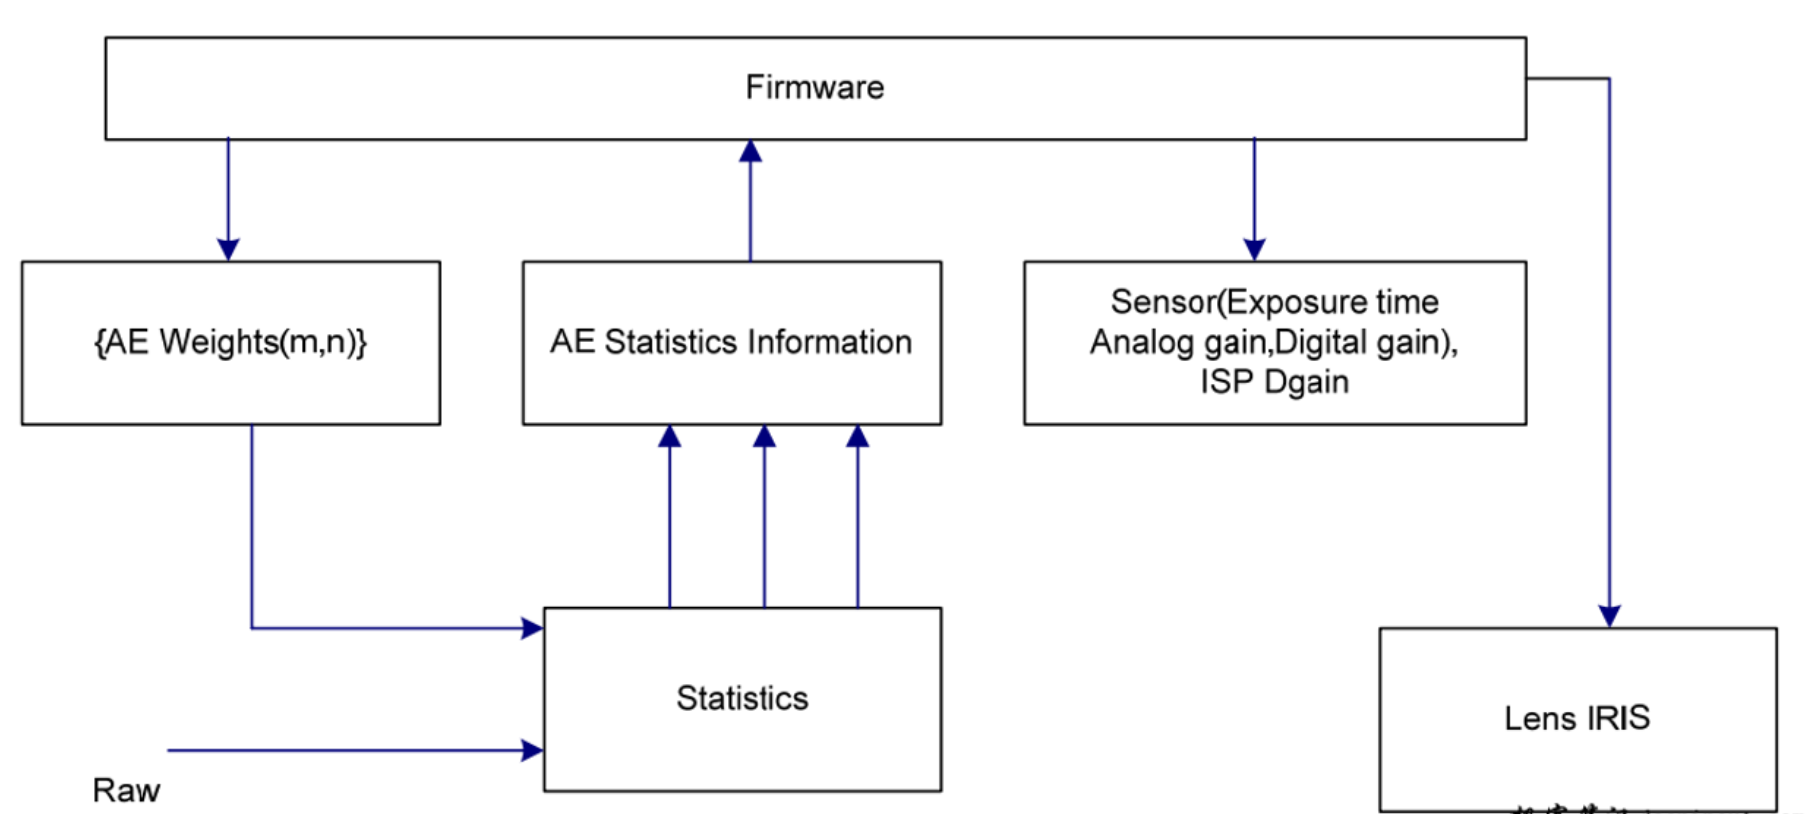 Firmware
{AE Weights(m,n)}
AE Statistics Information
Sensor(Exposure time
Analog gain,Digital gain),
ISP Dgain
Statistics
Raw
Lens IRIS